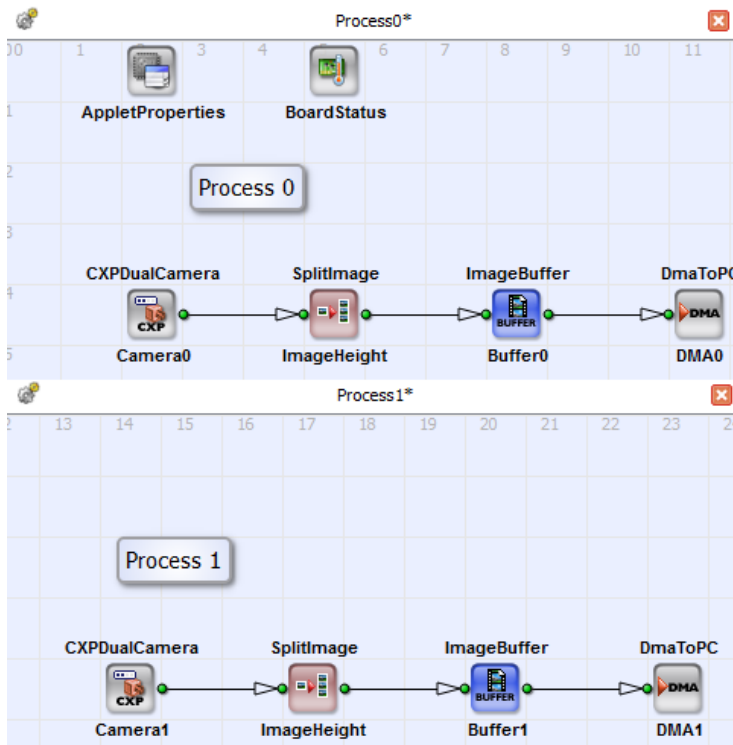 Process0*
00 1 3 4 6 7 8 9 10 11
AppletProperties BoardStatus
1
2
Process 0
3
CXPDualCamera SplitImage ImageBuffer DmaToPC
4
CXP BUFFER DMA
Camera0 ImageHeight Buffer0 DMA0
5
Process1*
2 13 14 15 16 17 18 19 20 21 22 23 2
Process 1
CXPDualCamera SplitImage ImageBuffer DmaToPC
CXP BUFFER DMA
Camera1 ImageHeight Buffer1 DMA1